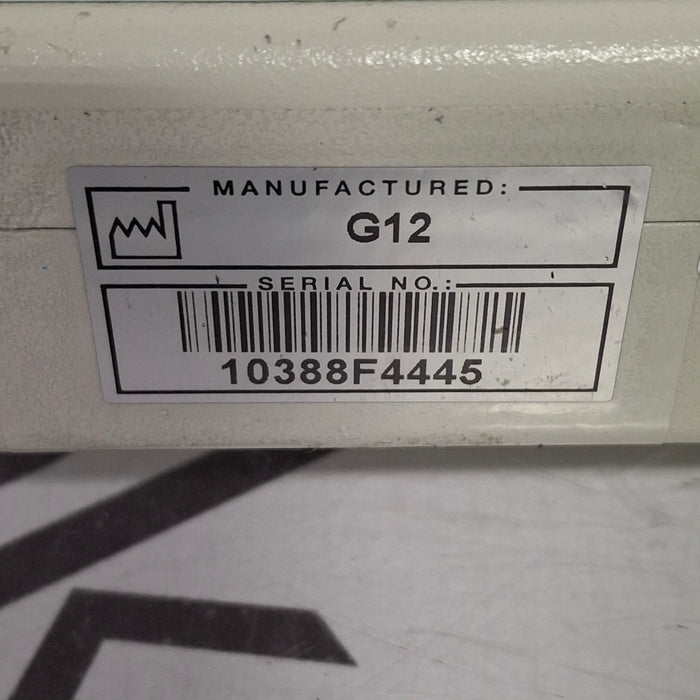 MANUFACTURED:
G12
SERIAL NO.:
10388F4445